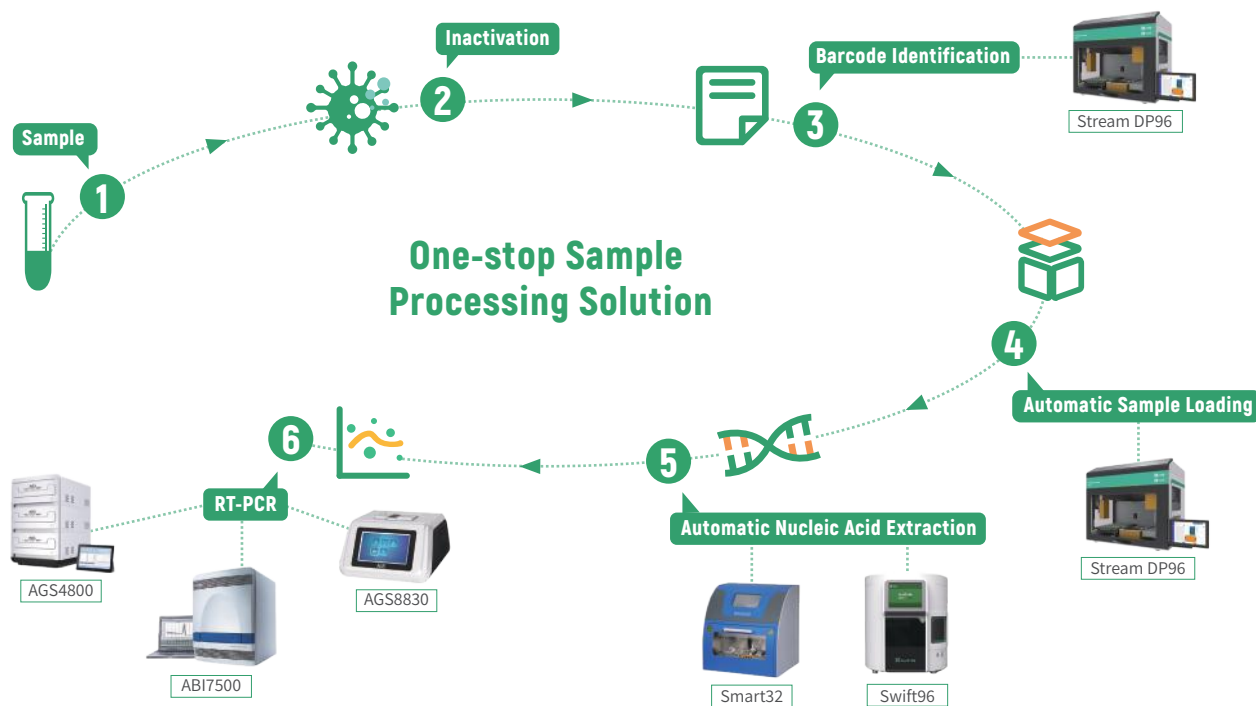 Inactivation
2
Barcode Identification
3
Stream DP96
Sample
1
One-stop Sample
Processing Solution
4
Automatic Sample Loading
Stream DP96
5
Automatic Nucleic Acid Extraction
Smart32
Swift96
6
RT-PCR
AGS4800
ABI7500
AGS8830